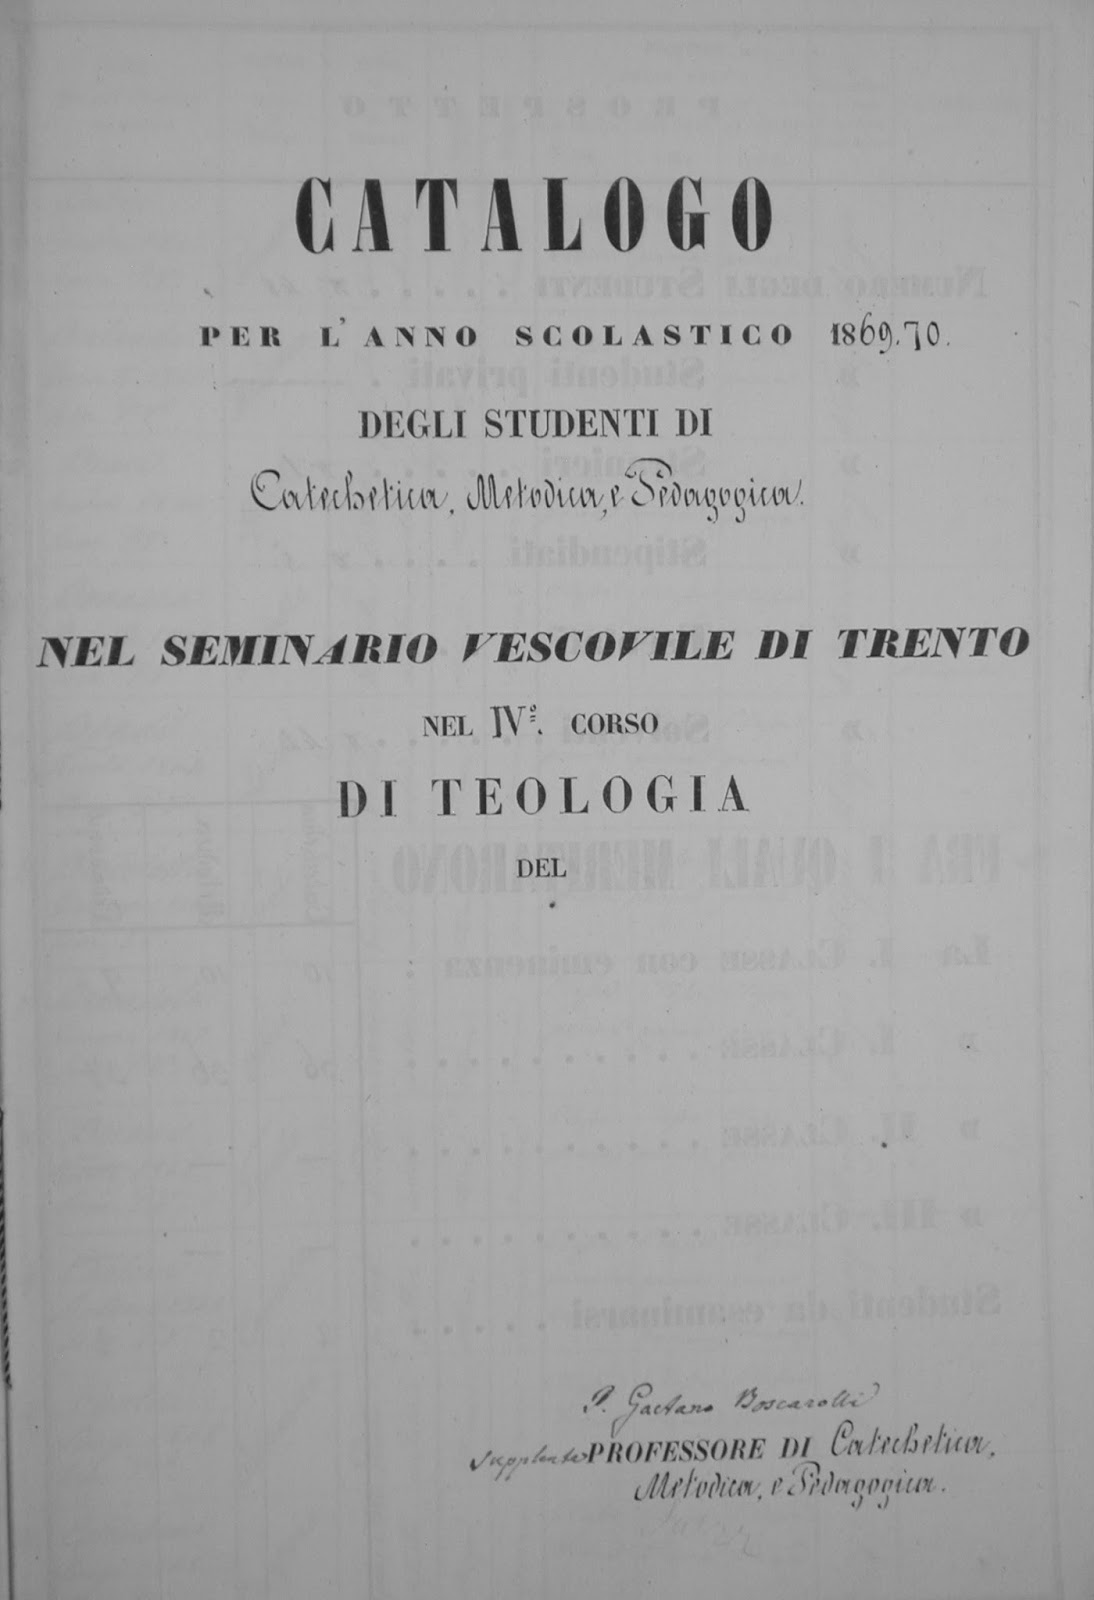 CATALOGO
PER L'ANNO SCOLASTICO 1869.70.
DEGLI STUDENTI DI
Catechetica, Metodica, e Pedagogica.
NEL SEMINARIO VESCOVILE DI TRENTO
NEL IVº. CORSO
DI TEOLOGIA
DEL
P. Gaetano Boscarolli
supplente PROFESSORE DI Catechetica,
Metodica, e Pedagogica.